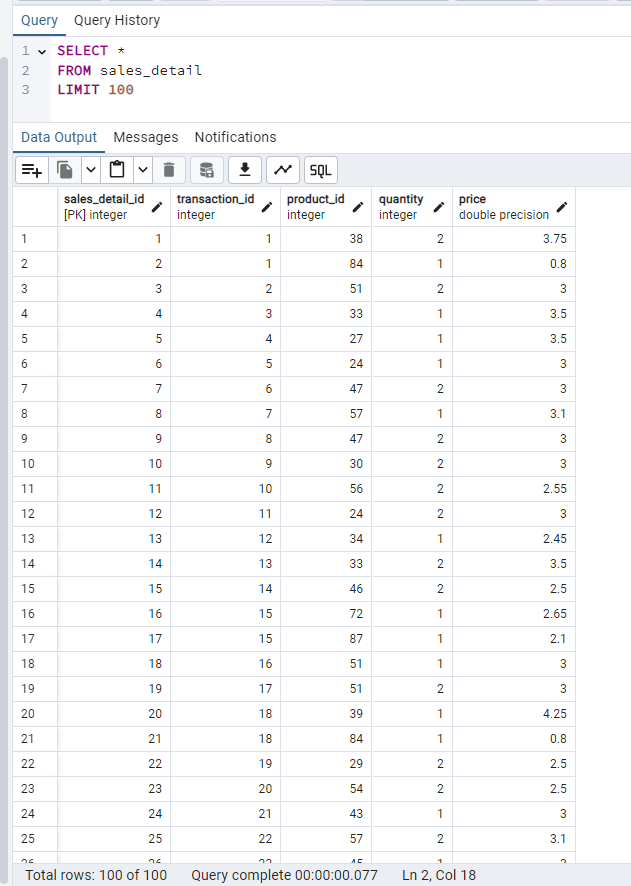 Query Query History
1 SELECT *
2 FROM sales_detail
3 LIMIT 100
Data Output Messages Notifications
SQL
sales_detail_id transaction_id product_id quantity price
[PK] integer integer integer integer double precision
1 1 1 38 2 3.75
2 2 1 84 1 0.8
3 3 2 51 2 3
4 4 3 33 1 3.5
5 5 4 27 1 3.5
6 6 5 24 1 3
7 7 6 47 2 3
8 8 7 57 1 3.1
9 9 8 47 2 3
10 10 9 30 2 3
11 11 10 56 2 2.55
12 12 11 24 2 3
13 13 12 34 1 2.45
14 14 13 33 2 3.5
15 15 14 46 2 2.5
16 16 15 72 1 2.65
17 17 15 87 1 2.1
18 18 16 51 1 3
19 19 17 51 2 3
20 20 18 39 1 4.25
21 21 18 84 1 0.8
22 22 19 29 2 2.5
23 23 20 54 2 2.5
24 24 21 43 1 3
25 25 22 57 2 3.1
Total rows: 100 of 100 Query complete 00:00:00.077 Ln 2, Col 18